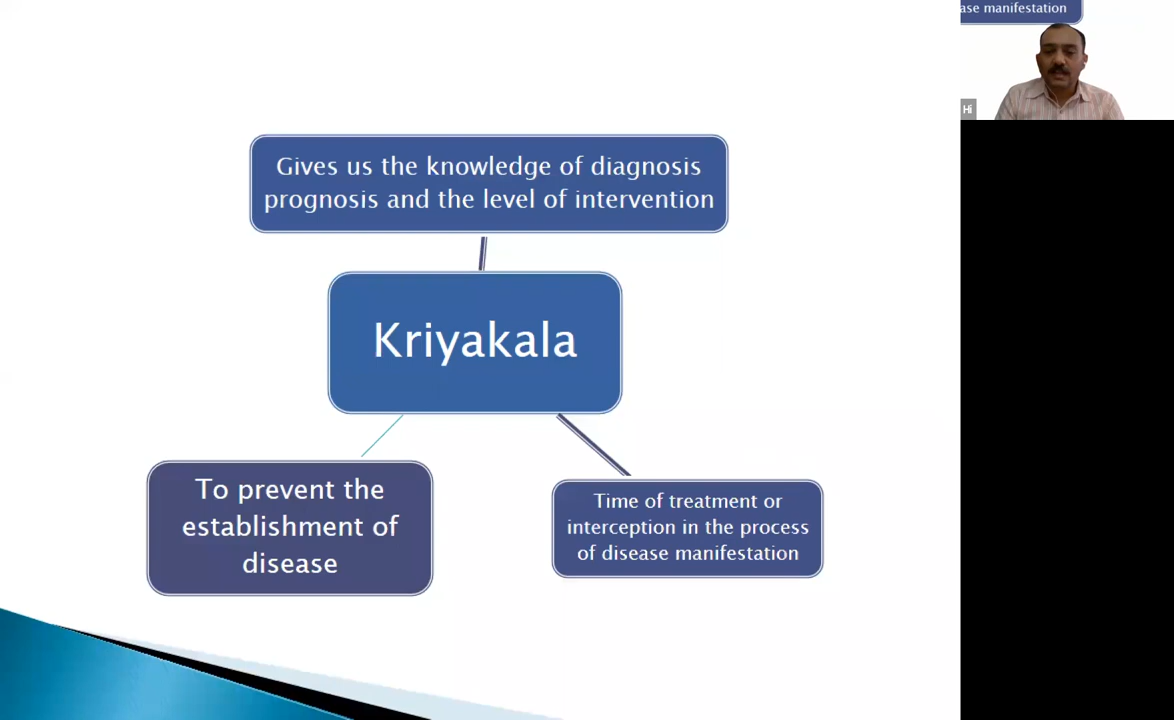 ase manifestation
Hi
Gives us the knowledge of diagnosis
prognosis and the level of intervention
Kriyakala
To prevent the
establishment of
disease
Time of treatment or
interception in the process
of disease manifestation